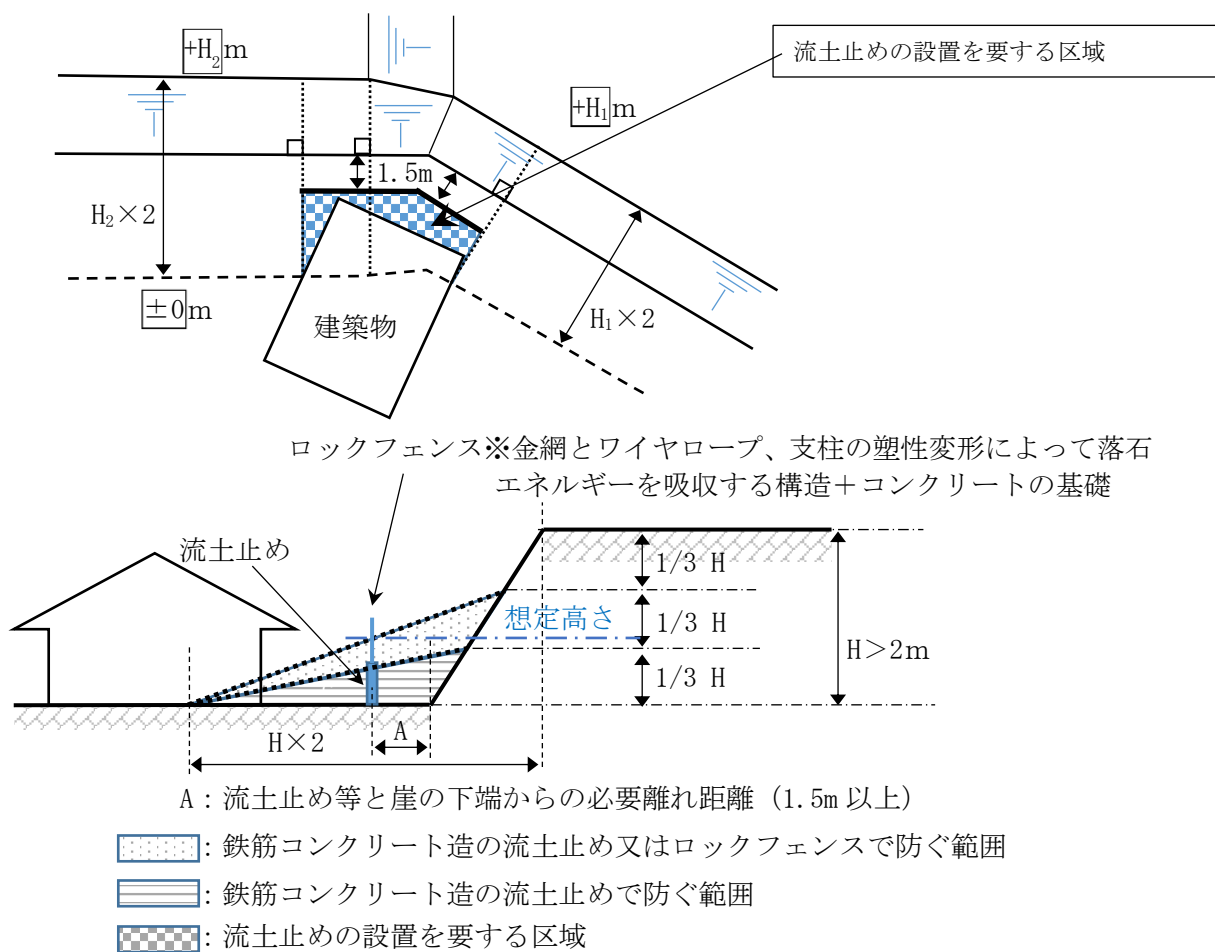 +H₂m
流土止めの設置を要する区域
+H₁m
1.5m
H₂×2
±0m
H₁×2
建築物
ロックフェンス※金網とワイヤロープ、支柱の塑性変形によって落石
エネルギーを吸収する構造＋コンクリートの基礎
流土止め
1/3 H
想定高さ
1/3 H
H＞2m
1/3 H
H×2
A
A：流土止め等と崖の下端からの必要離れ距離（1.5m 以上）
：鉄筋コンクリート造の流土止め又はロックフェンスで防ぐ範囲
：鉄筋コンクリート造の流土止めで防ぐ範囲
：流土止めの設置を要する区域